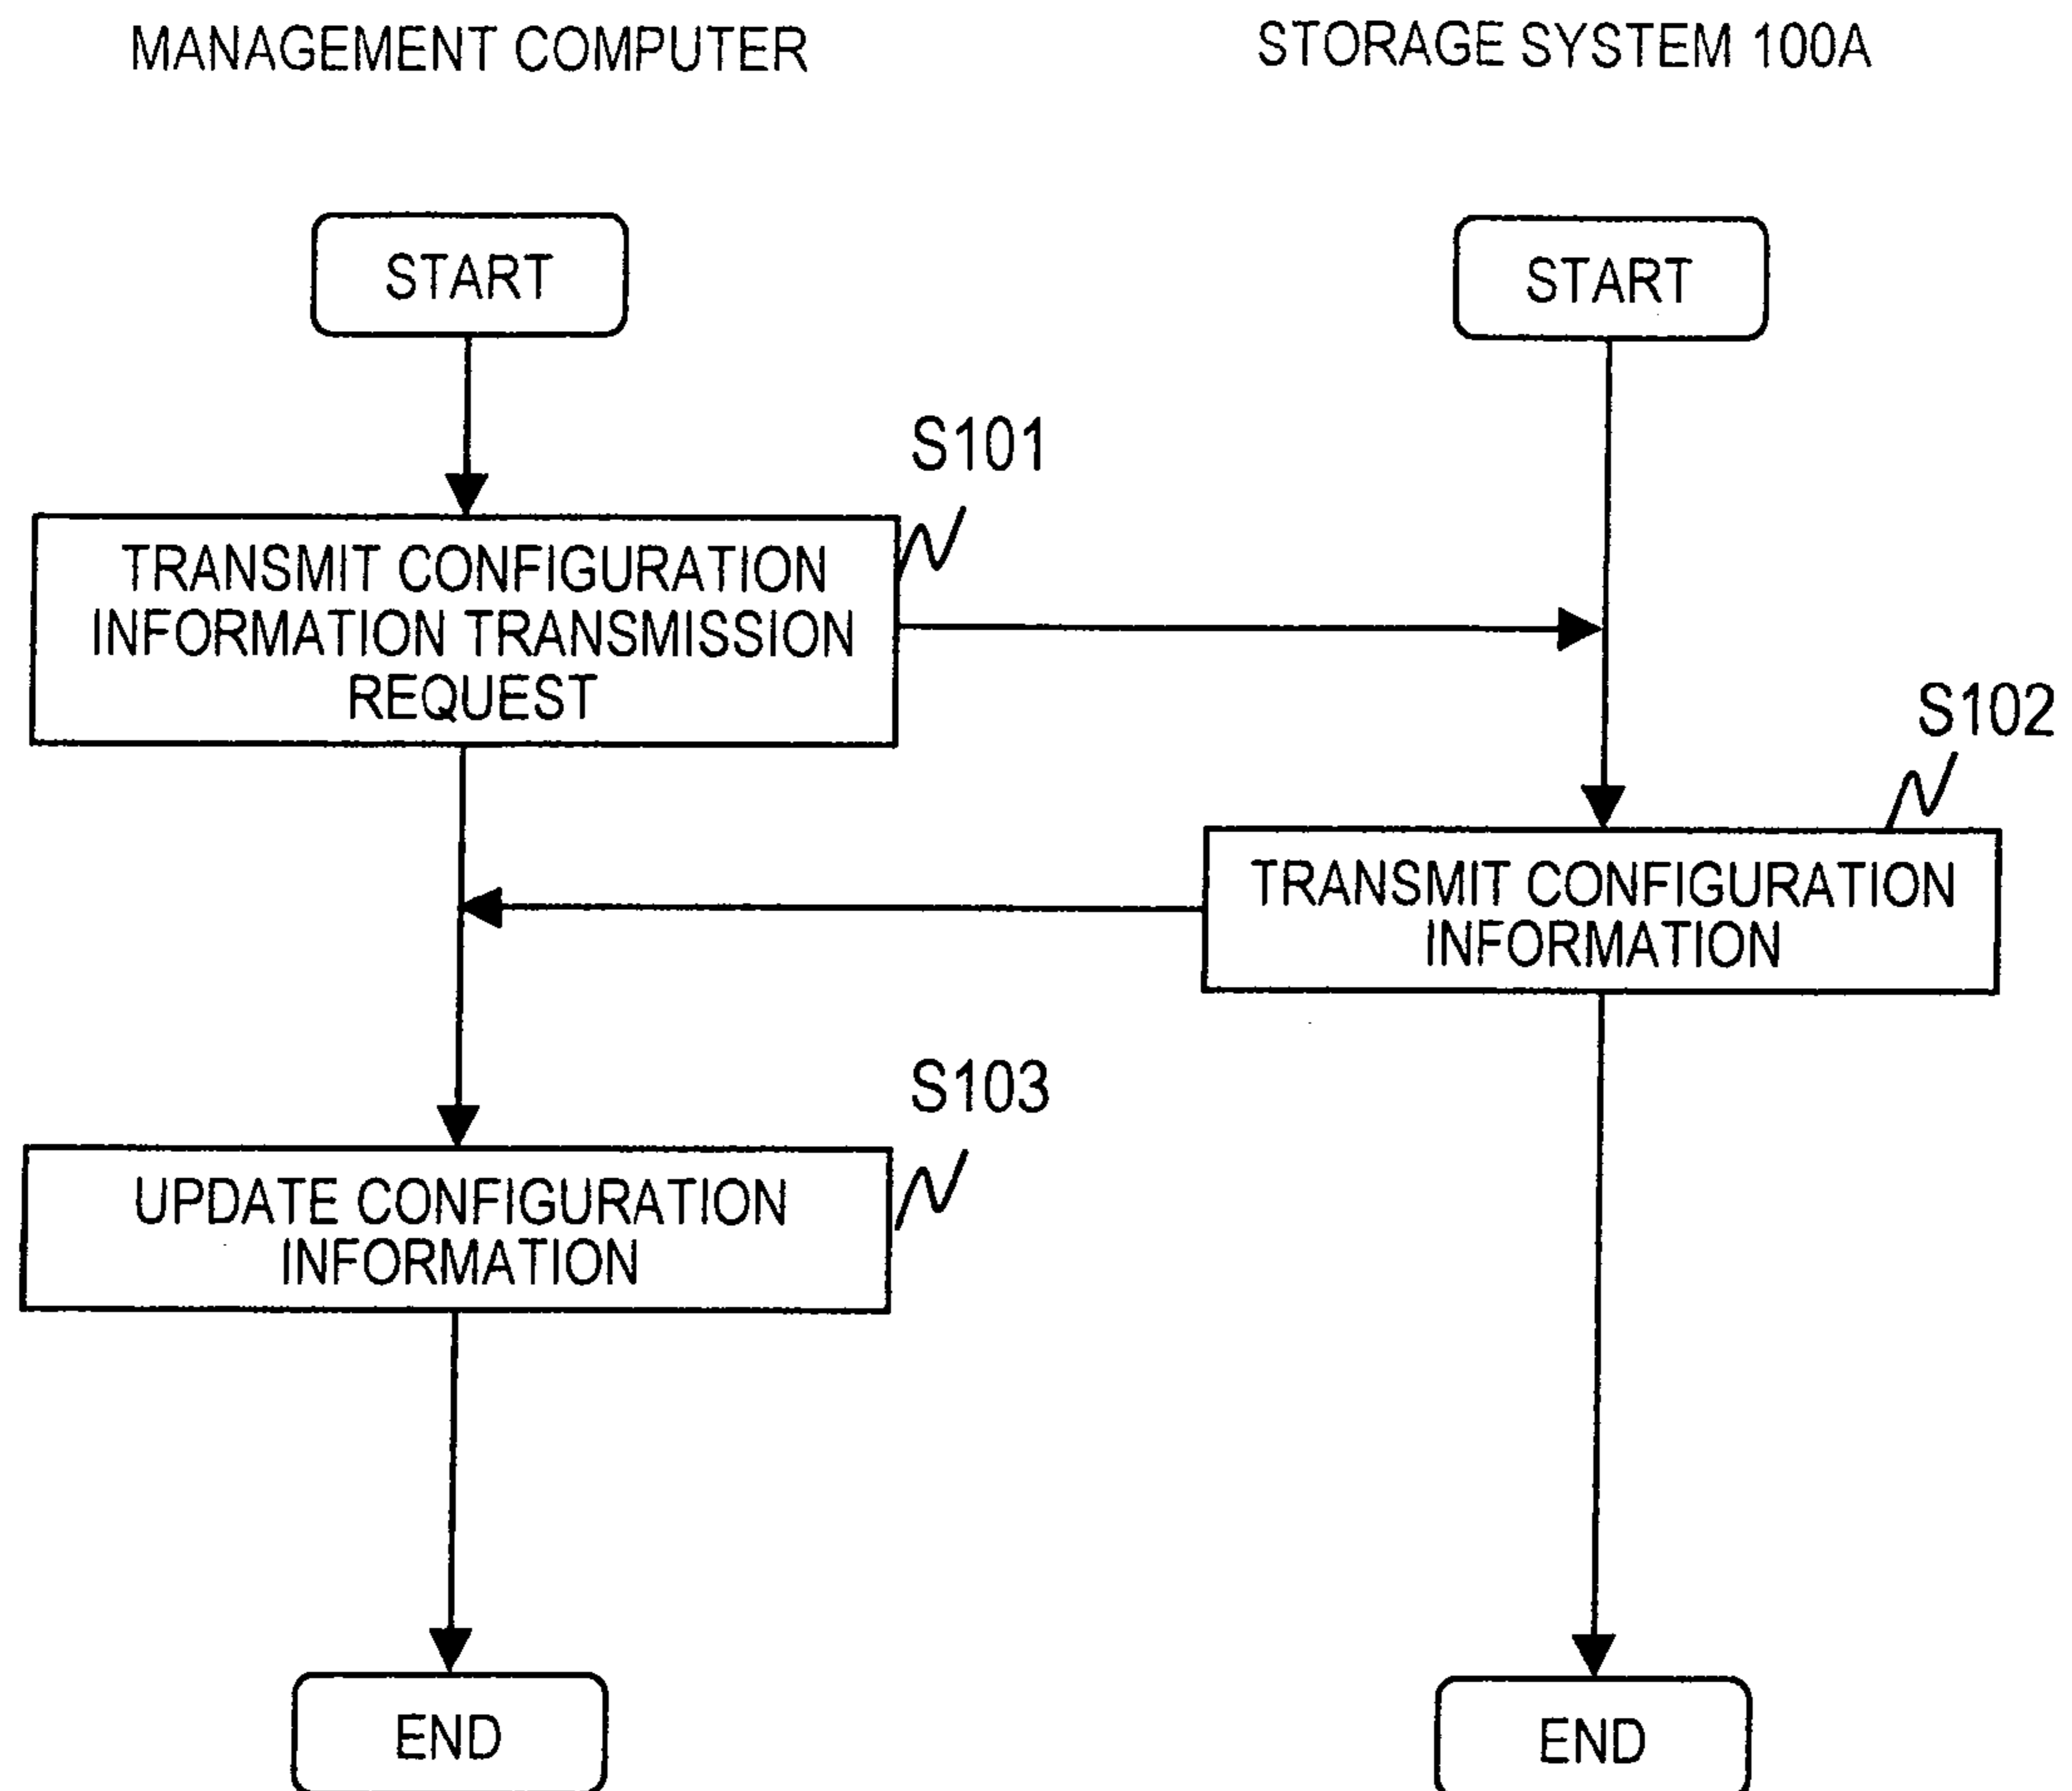 MANAGEMENT COMPUTER
STORAGE SYSTEM 100A
START
START
S101
TRANSMIT CONFIGURATION
INFORMATION TRANSMISSION
REQUEST
S102
TRANSMIT CONFIGURATION
INFORMATION
S103
UPDATE CONFIGURATION
INFORMATION
END
END